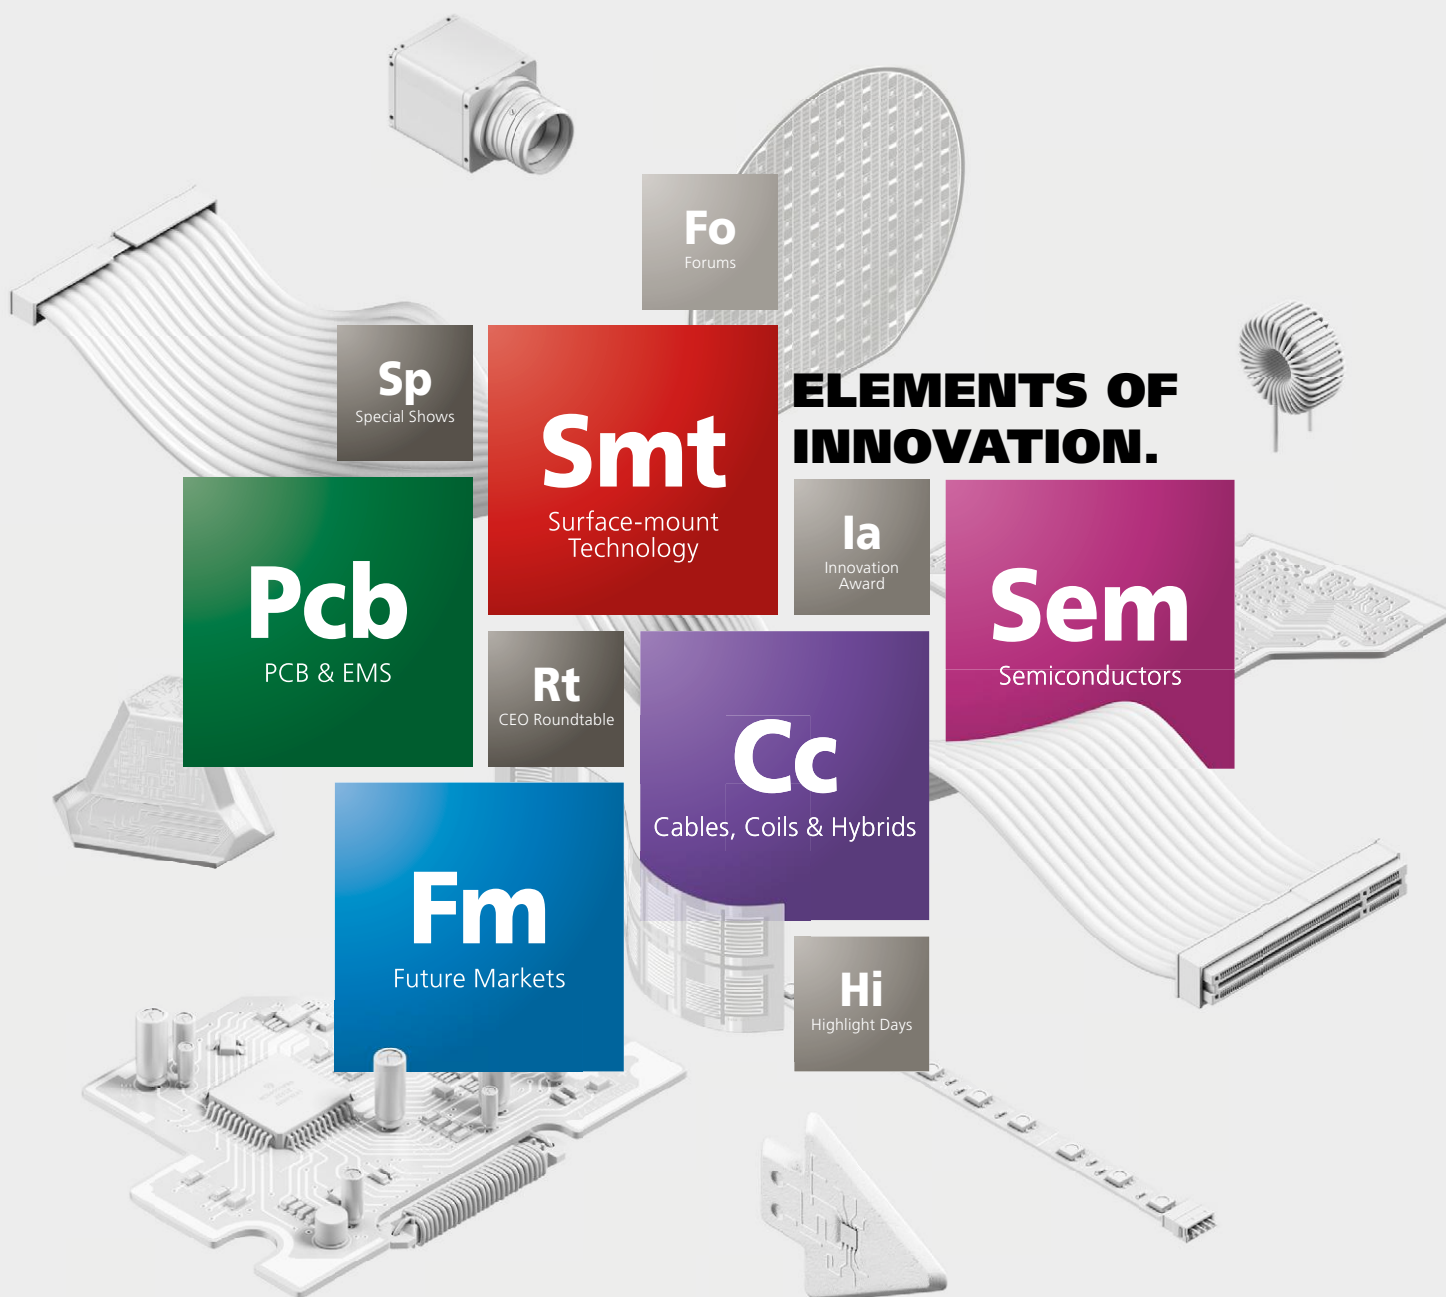 Fo
Forums
Sp
Special Shows
Smt
Surface-mount
Technology
ELEMENTS OF
INNOVATION.
Pcb
PCB & EMS
Ia
Innovation
Award
Sem
Semiconductors
Rt
CEO Roundtable
Cc
Cables, Coils & Hybrids
Fm
Future Markets
Hi
Highlight Days